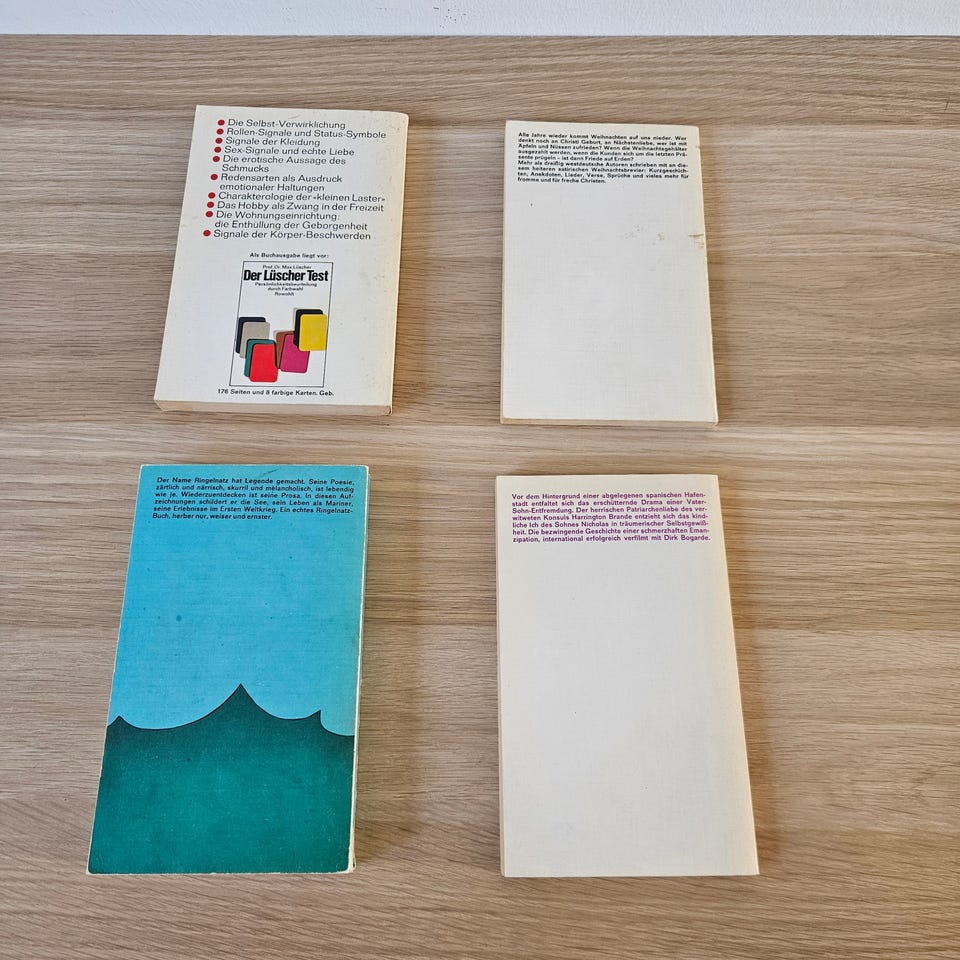 Die Selbst-Verwirklichung
Rollen-Signale und Status-Symbole
Signale der Kleidung
Sex-Signale und echte Liebe
Die erotische Aussage des
Schmucks
Redensarten als Ausdruck
emotionaler Haltungen
Charakterologie der «kleinen Laster»
Das Hobby als Zwang in der Freizeit
Die Wohnungseinrichtung:
die Enthüllung der Geborgenheit
Signale der Körper-Beschwerden
Als Buchausgabe liegt vor:
Prof. Dr. Max Lüscher
Der Lüscher Test
Persönlichkeitsbeurteilung
durch Farbwahl
Rowohlt
176 Seiten und 8 farbige Karten. Geb.
Alle Jahre wieder kommt Weihnachten auf uns nieder. Wer
denkt noch an Christi Geburt, an Nächstenliebe, wer ist mit
Äpfeln und Nüssen zufrieden? Wenn die Weihnachtsgehälter
ausgezahlt werden, wenn die Kunden sich um die letzten Prä-
sente prügeln – ist dann Friede auf Erden?
Mehr als dreißig westdeutsche Autoren schrieben mit an die-
sem heiteren satirischen Weihnachtsbrevier: Kurzgeschich-
ten, Anekdoten, Lieder, Verse, Sprüche und vieles mehr für
fromme und für freche Christen.
Der Name Ringelnatz hat Legende gemacht. Seine Poesie,
zärtlich und närrisch, skurril und melancholisch, ist lebendig
wie je. Wiederzuentdecken ist seine Prosa. In diesen Auf-
zeichnungen schildert er die See, sein Leben als Mariner,
seine Erlebnisse im Ersten Weltkrieg. Ein echtes Ringelnatz-
Buch, herber nur, weiser und ernster.
Vor dem Hintergrund einer abgelegenen spanischen Hafen-
stadt entfaltet sich das erschütternde Drama einer Vater-
Sohn-Entfremdung. Der herrischen Patriarchenliebe des ver-
witweten Konsuls Harrington Brande entzieht sich das kind-
liche Ich des Sohnes Nicholas in träumerischer Selbstgewiß-
heit. Die bezwingende Geschichte einer schmerzhaften Eman-
zipation, international erfolgreich verfilmt mit Dirk Bogarde.